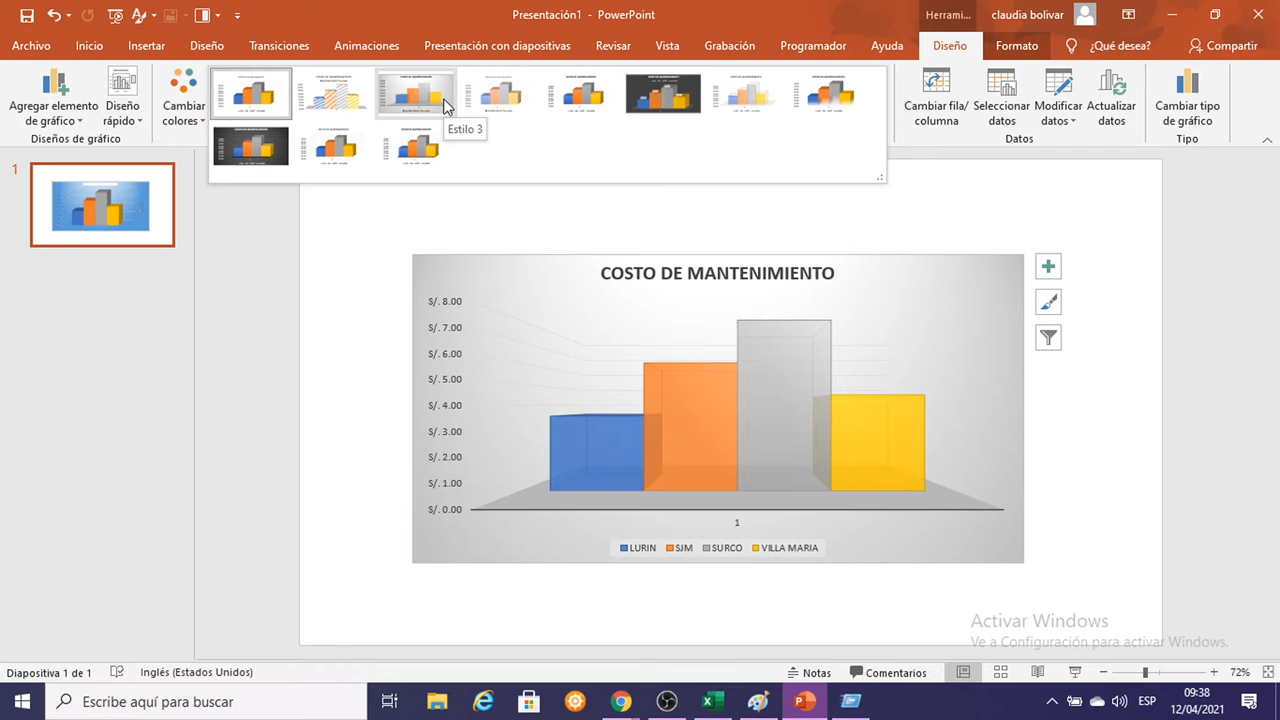 Presentación1 - PowerPoint
Herrami...
claudia bolivar
Archivo
Inicio
Insertar
Diseño
Transiciones
Animaciones
Presentación con diapositivas
Revisar
Vista
Grabación
Programador
Ayuda
Diseño
Formato
¿Qué desea?
Compartir
Agregar elemento de gráfico
Diseño rápido
Cambiar colores
Diseños de gráfico
Estilo 3
Cambiar fila/ columna
Seleccionar datos
Modificar datos
Actualizar datos
Datos
Cambiar tipo de gráfico
Tipo
1
COSTO DE MANTENIMIENTO
S/. 8.00
S/. 7.00
S/. 6.00
S/. 5.00
S/. 4.00
S/. 3.00
S/. 2.00
S/. 1.00
S/. 0.00
1
LURIN SJM SURCO VILLA MARIA
Activar Windows
Ve a Configuración para activar Windows.
Diapositiva 1 de 1
Inglés (Estados Unidos)
Notas
Comentarios
72%
Escribe aquí para buscar
ESP
09:38
12/04/2021